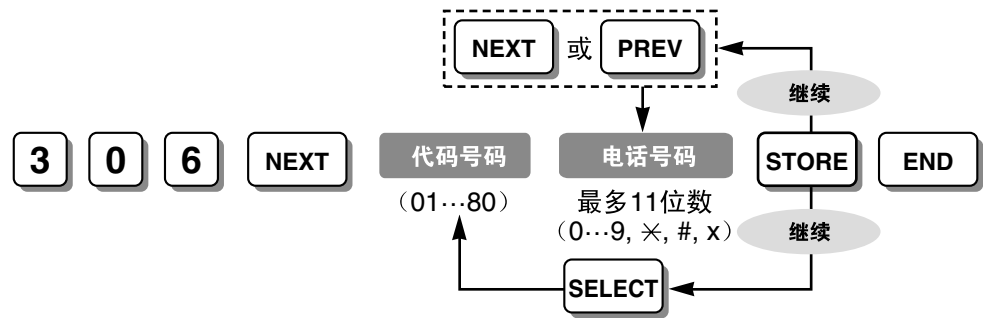 NEXT 或 PREV
继续
3 0 6 NEXT 代码号码 电话号码 STORE END
(01…80) 最多11位数
(0…9, ✳, #, x)
继续
SELECT